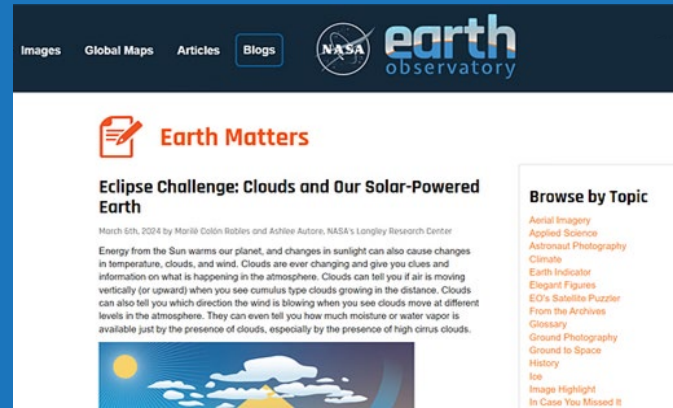 Images Global Maps Articles Blogs NASA earth
observatory
Earth Matters
Eclipse Challenge: Clouds and Our Solar-Powered
Earth
March 6th, 2024 by Marilé Colón Robles and Ashlee Autore, NASA's Langley Research Center
Energy from the Sun warms our planet, and changes in sunlight can also cause changes
in temperature, clouds, and wind. Clouds are ever changing and give you clues and
information on what is happening in the atmosphere. Clouds can tell you if air is moving
vertically (or upward) when you see cumulus type clouds growing in the distance. Clouds
can also tell you which direction the wind is blowing when you see clouds move at different
levels in the atmosphere. They can even tell you how much moisture or water vapor is
available just by the presence of clouds, especially by the presence of high cirrus clouds.
Browse by Topic
Aerial Imagery
Applied Science
Astronaut Photography
Climate
Earth Indicator
Elegant Figures
EO's Satellite Puzzler
From the Archives
Glossary
Ground Photography
Ground to Space
History
Ice
Image Highlight
In Case You Missed It